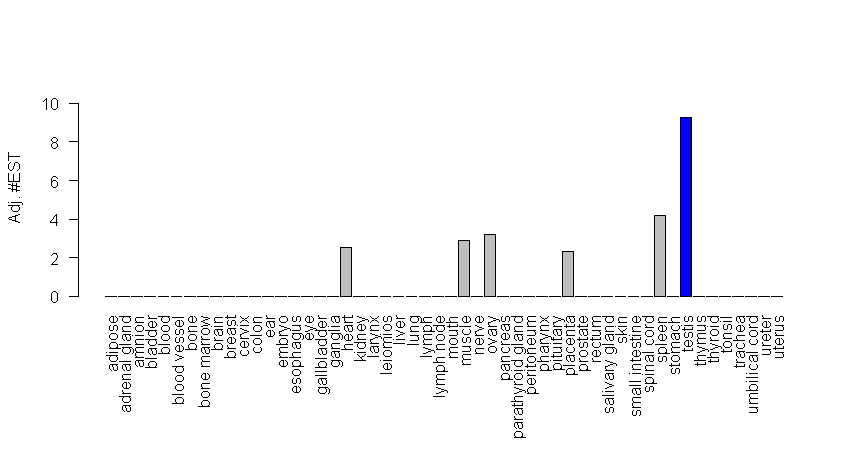 10
8
6
4
2
0
Adj. #EST
adipose
adrenal gland
amnion
bladder
blood
blood vessel
bone
bone marrow
brain
breast
cervix
colon
ear
embryo
esophagus
eye
gallbladder
ganglia
heart
kidney
larynx
leiomios
liver
lung
lymph
lymph node
mouth
muscle
nerve
ovary
pancreas
parathyroid gland
peritoneum
pharynx
pituitary
placenta
prostate
rectum
salivary gland
skin
small intestine
spinal cord
spleen
stomach
testis
thymus
thyroid
tonsil
trachea
umbilical cord
ureter
uterus